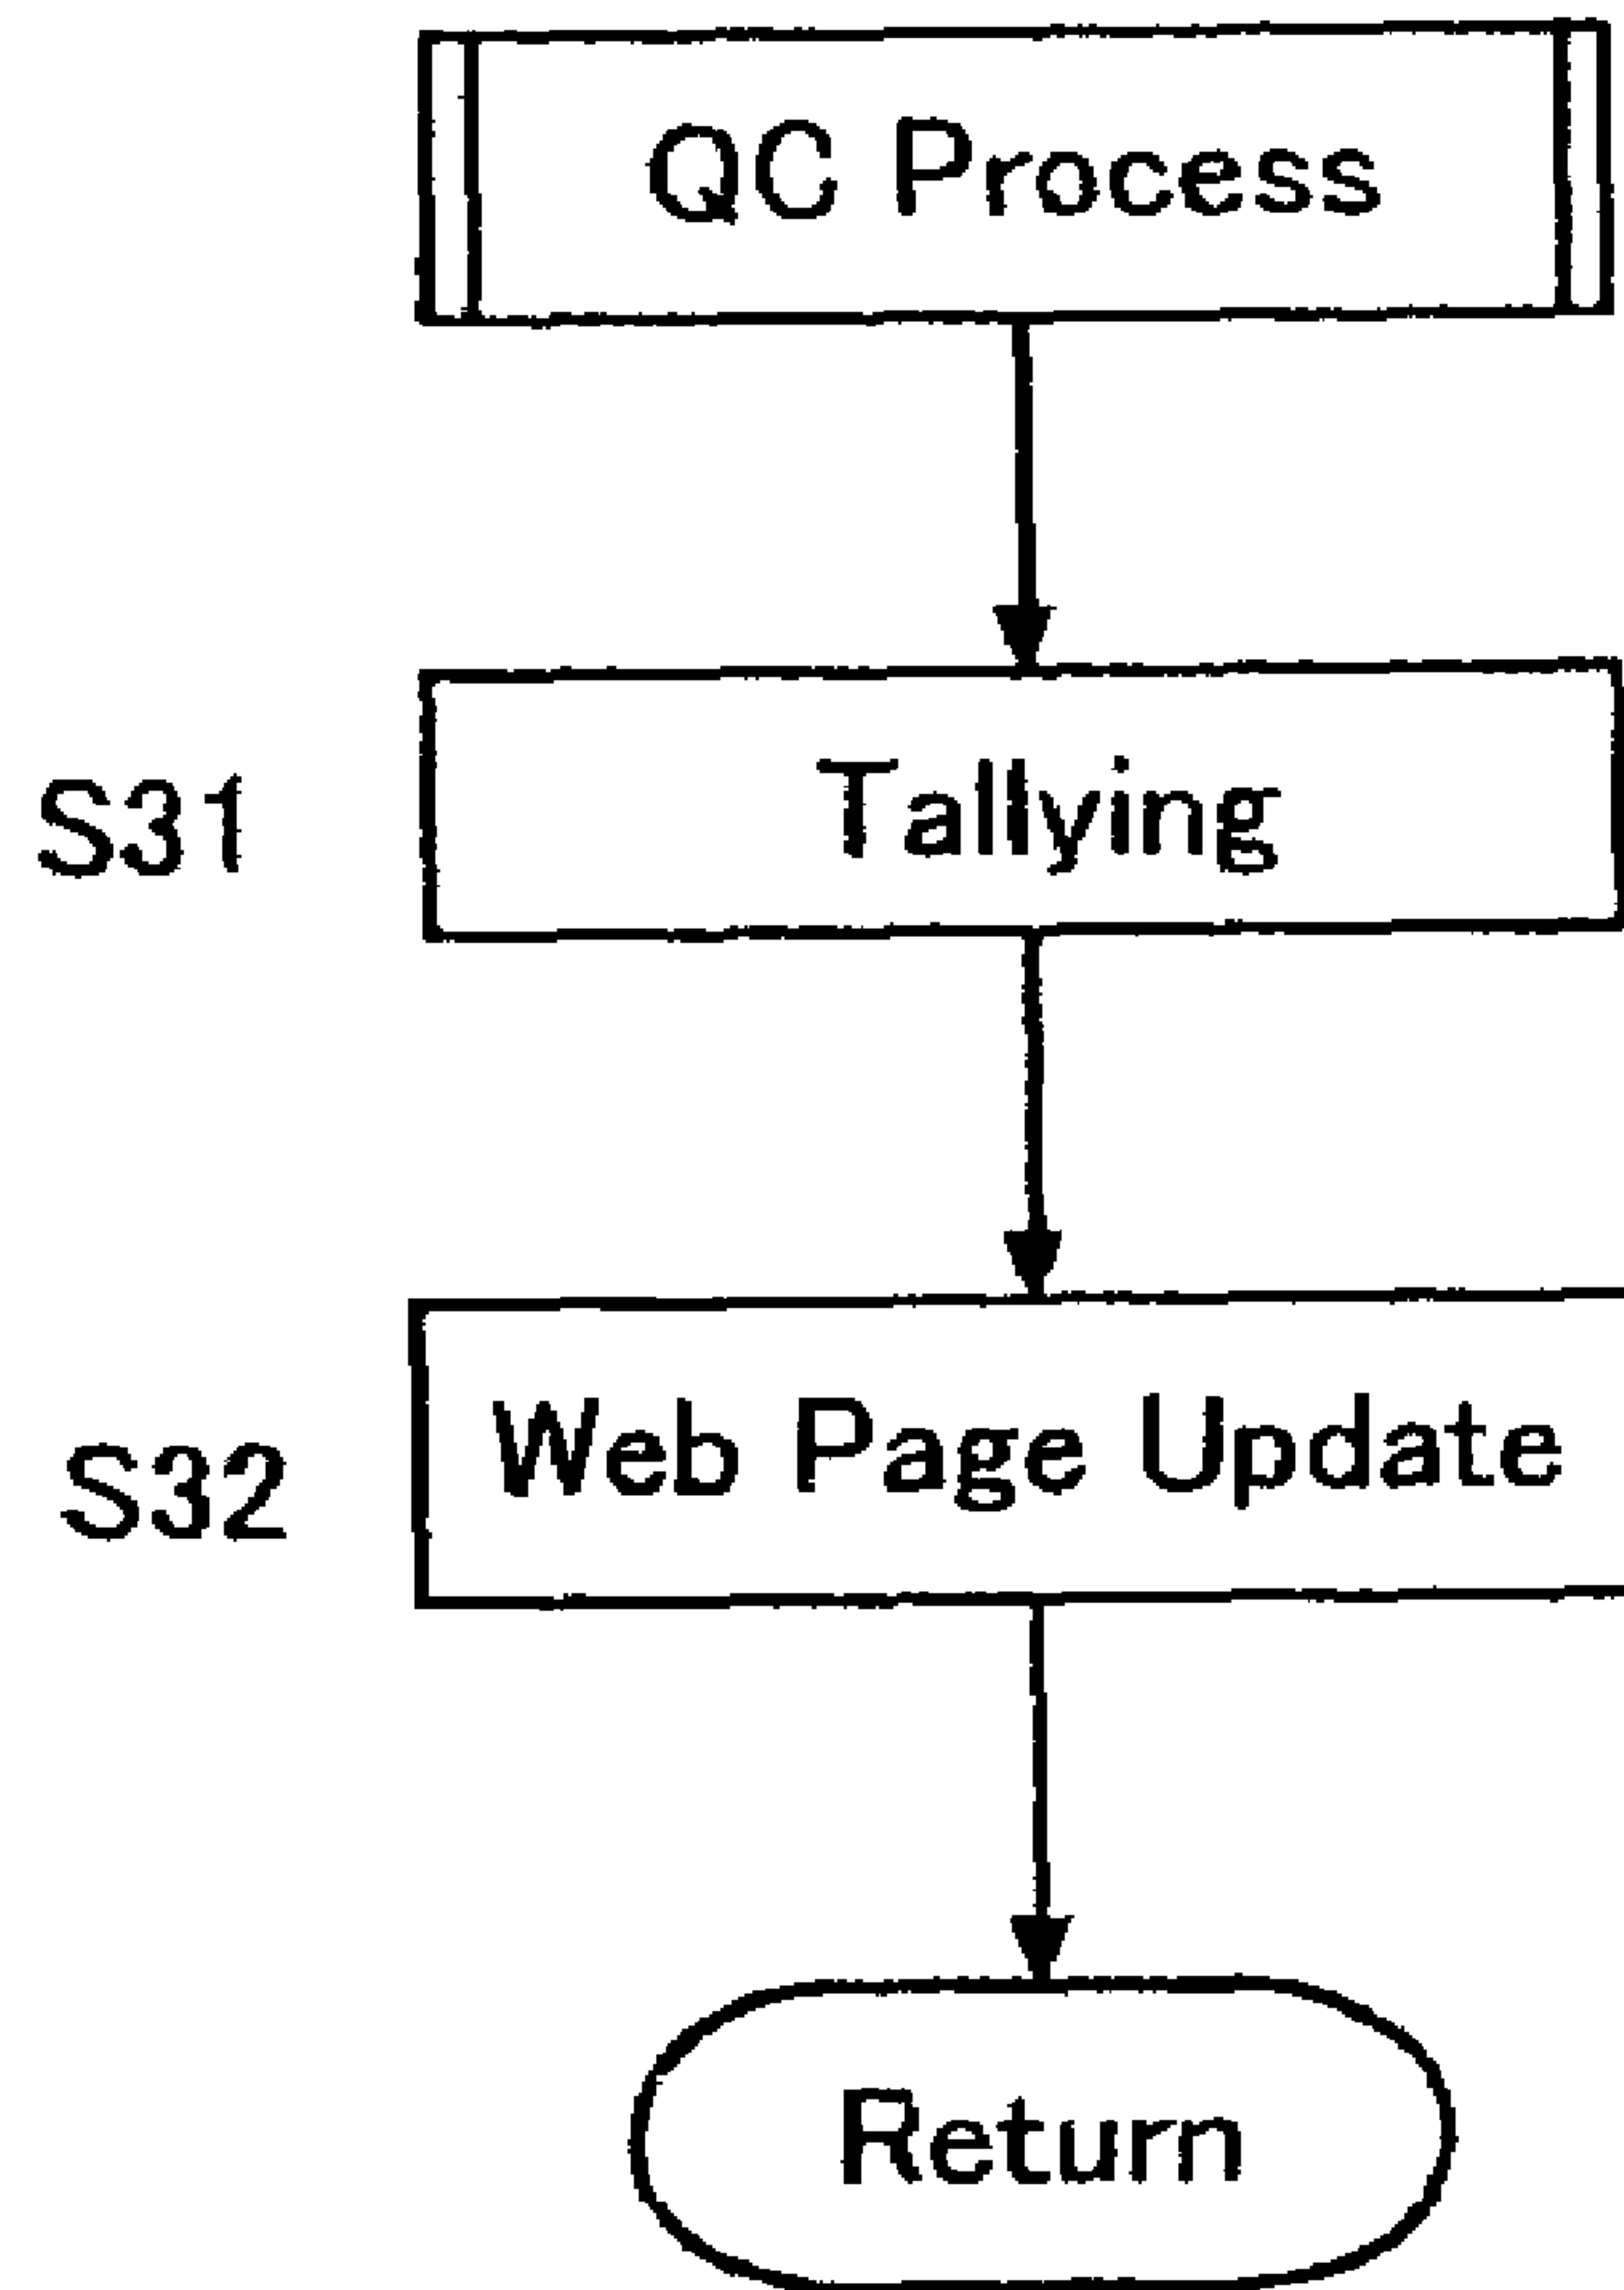 QC Process
S31 Tallying
S32 Web Page Update
Return